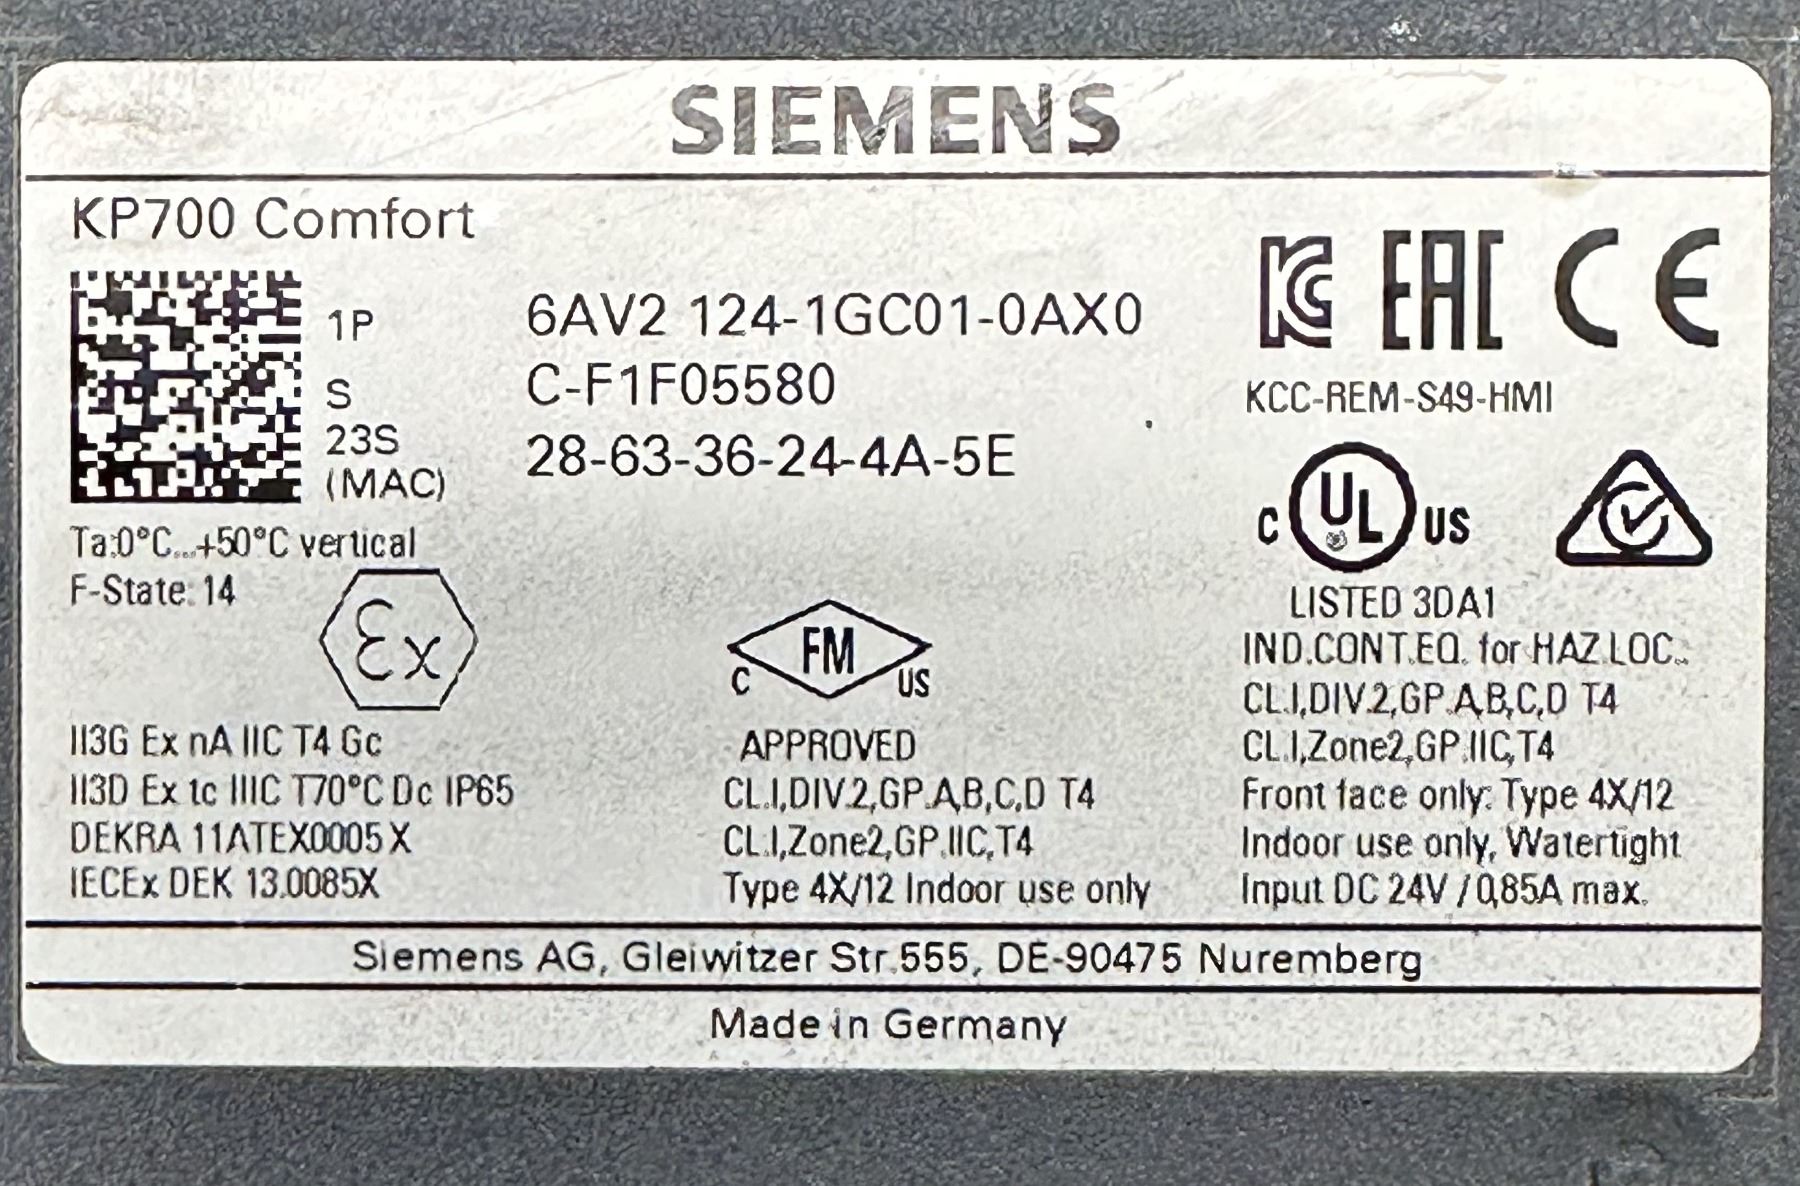 SIEMENS
KP700 Comfort
1P 6AV2 124-1GC01-0AX0
S C-F1F05580
23S
(MAC) 28-63-36-24-4A-5E
Ta:0°C...+50°C vertical
F-State: 14
Ex
II3G Ex nA IIC T4 Gc
II3D Ex tc IIIC T70°C Dc IP65
DEKRA 11ATEX0005 X
IECEx DEK 13.0085X
FM
C US
APPROVED
CL.I,DIV.2,GP.A,B,C,D T4
CL.I,Zone2,GP.IIC,T4
Type 4X/12 Indoor use only
KC EAC CE
KCC-REM-S49-HMI
C UL US
®
LISTED 3DA1
IND.CONT.EQ. for HAZ.LOC..
CL.I,DIV.2,GP.A,B,C,D T4
CL.I,Zone2,GP.IIC,T4
Front face only: Type 4X/12
Indoor use only, Watertight
Input DC 24V / 0,85A max.
Siemens AG, Gleiwitzer Str.555, DE-90475 Nuremberg
Made in Germany